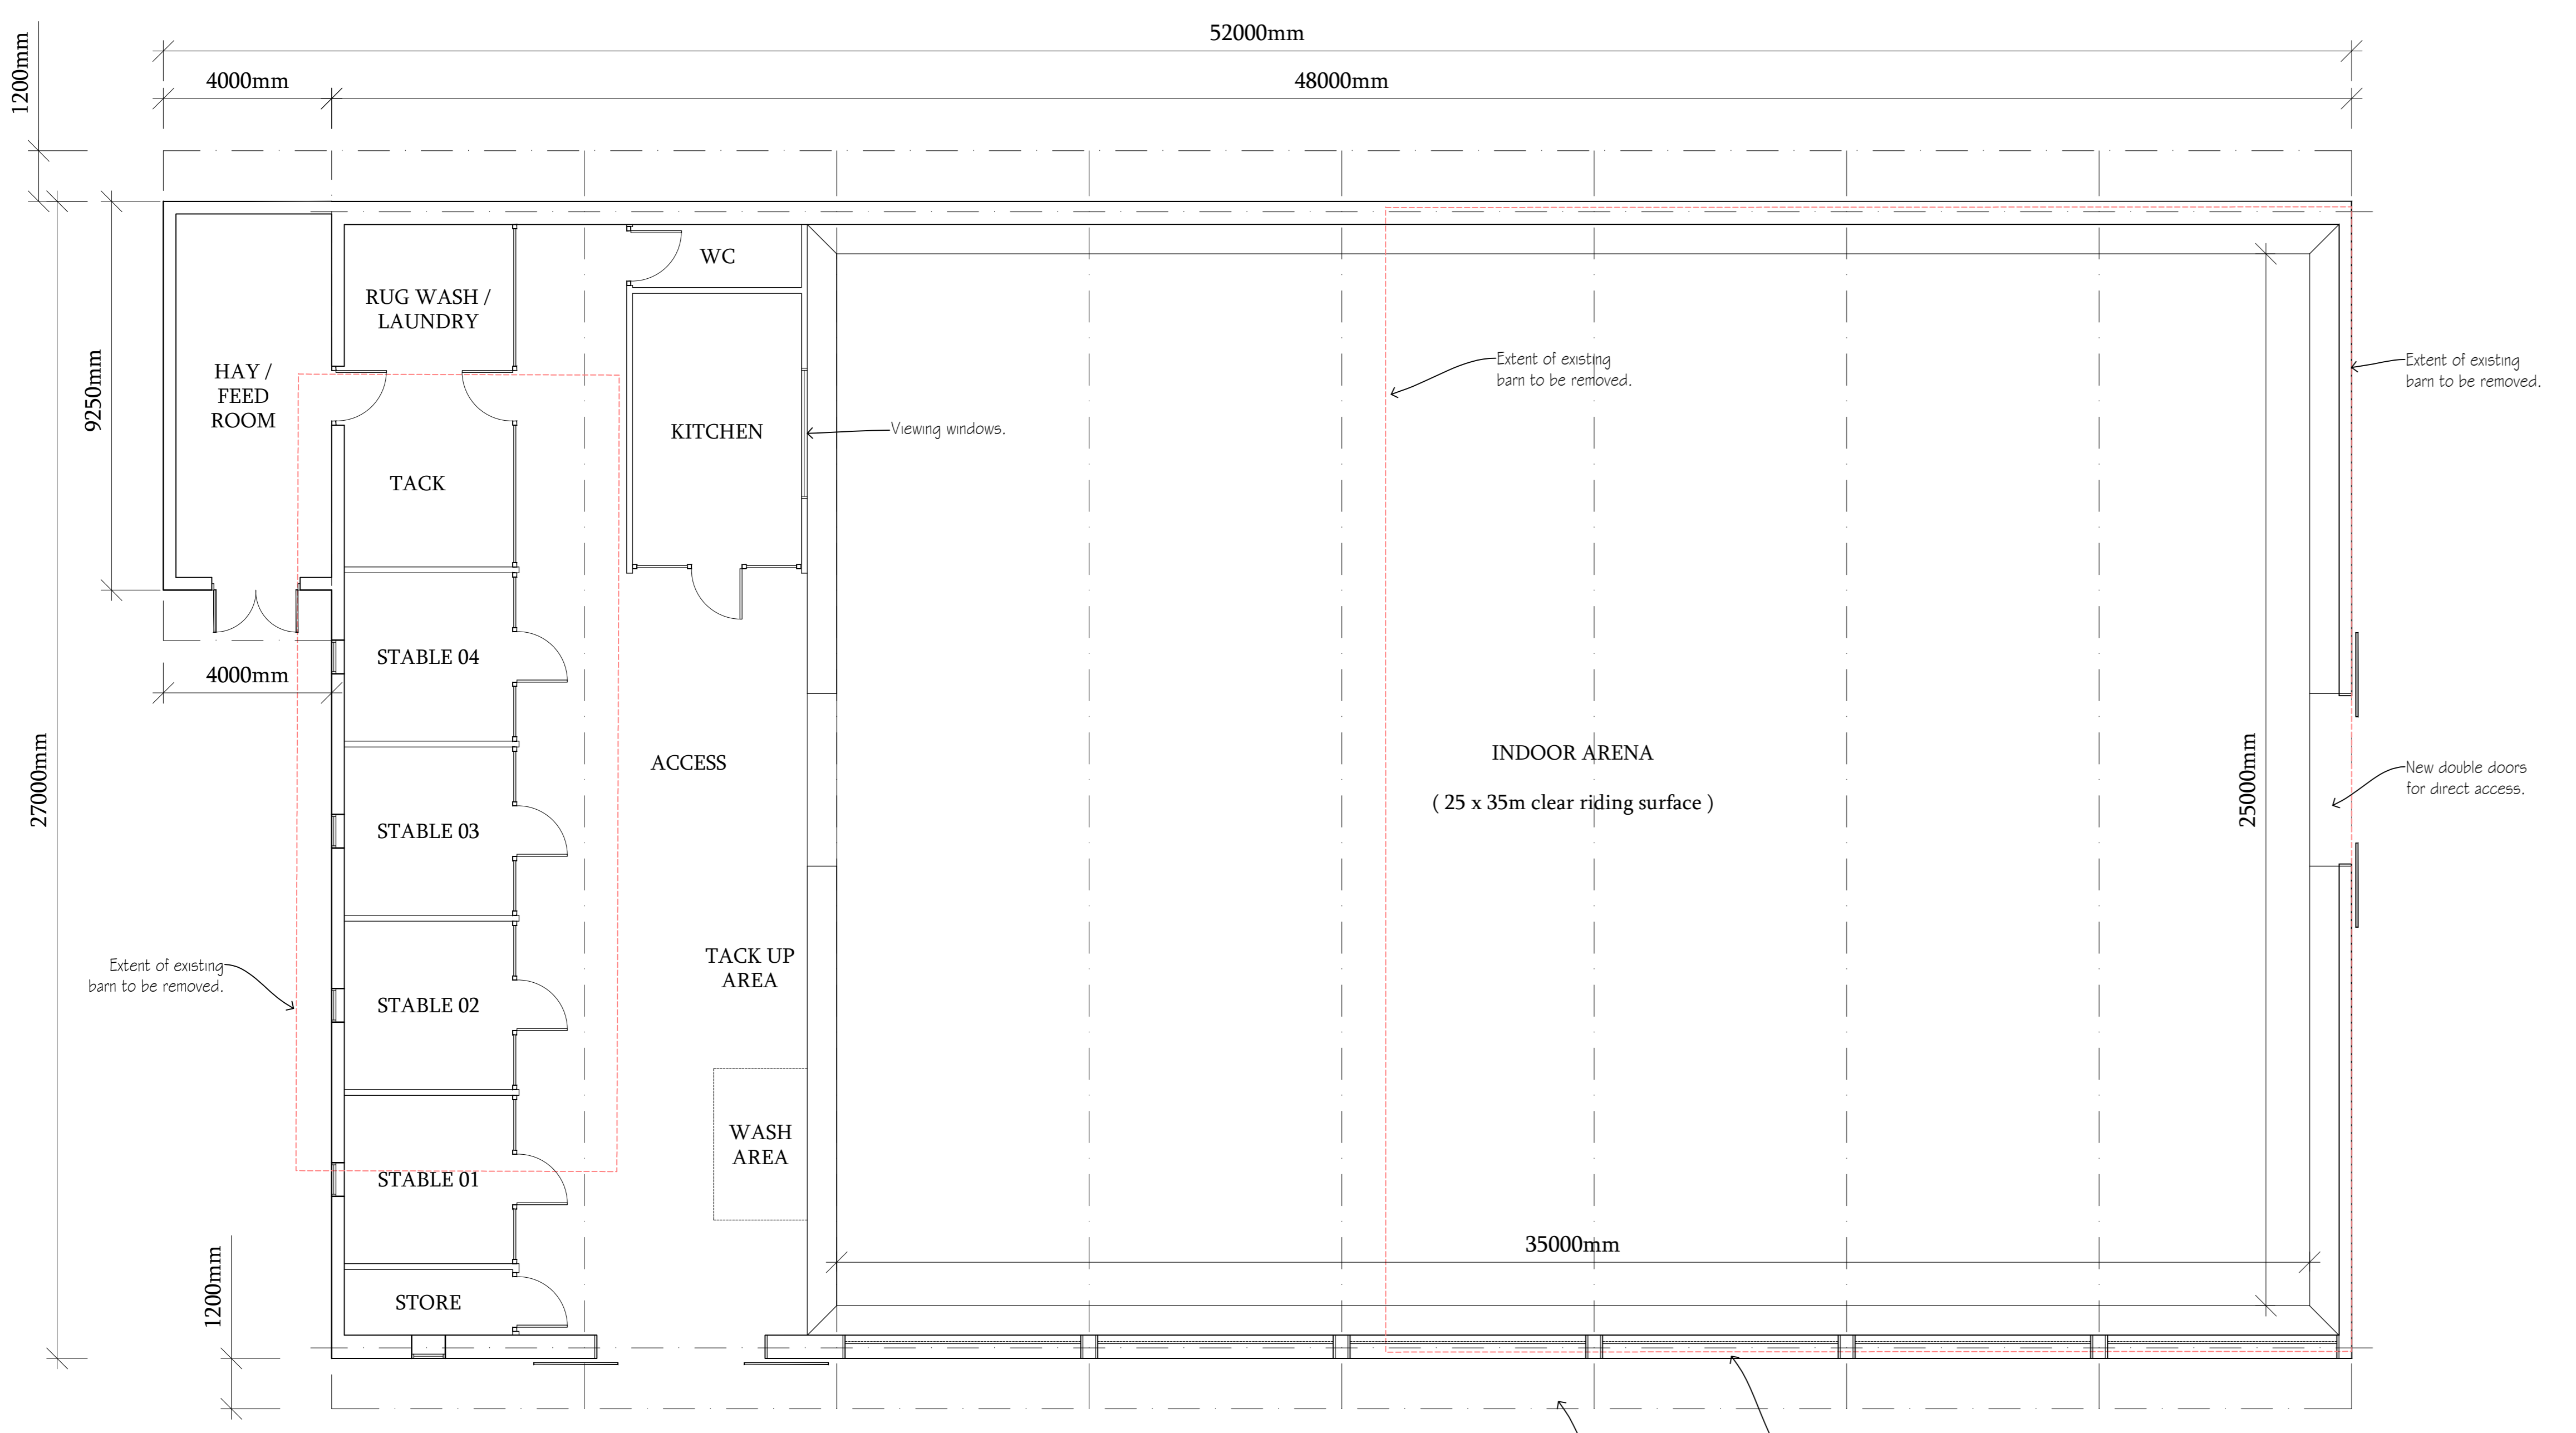 52000mm
4000mm
48000mm
1200mm
WC
RUG WASH /
LAUNDRY
HAY /
FEED
ROOM
9250mm
KITCHEN
Viewing windows.
Extent of existing
barn to be removed.
Extent of existing
barn to be removed.
TACK
STABLE 04
4000mm
27000mm
ACCESS
INDOOR ARENA
( 25 x 35m clear riding surface )
25000mm
New double doors
for direct access.
STABLE 03
TACK UP
AREA
Extent of existing
barn to be removed.
STABLE 02
WASH
AREA
STABLE 01
35000mm
1200mm
STORE